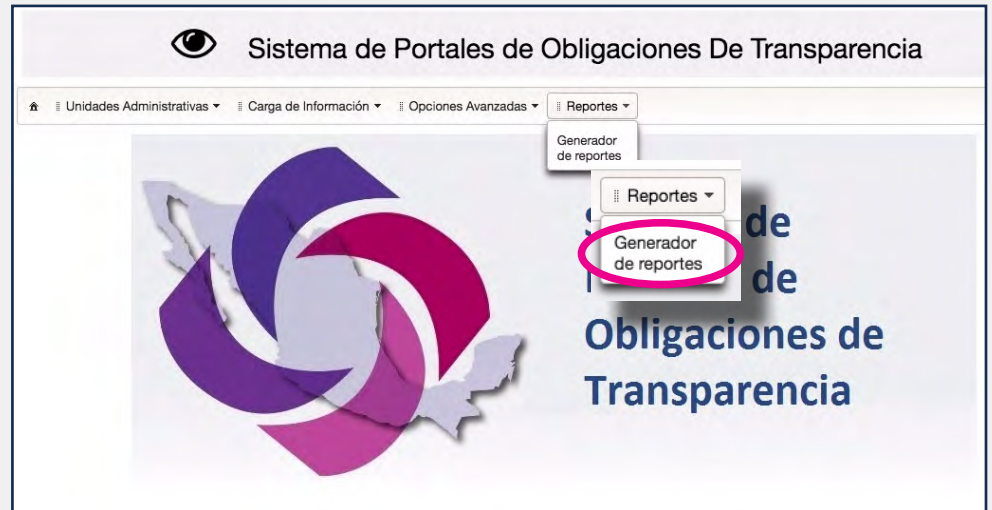 Sistema de Portales de Obligaciones De Transparencia
Unidades Administrativas
Carga de Información
Opciones Avanzadas
Reportes
Generador
de reportes
Reportes
Generador
de reportes
de
de
Obligaciones de
Transparencia